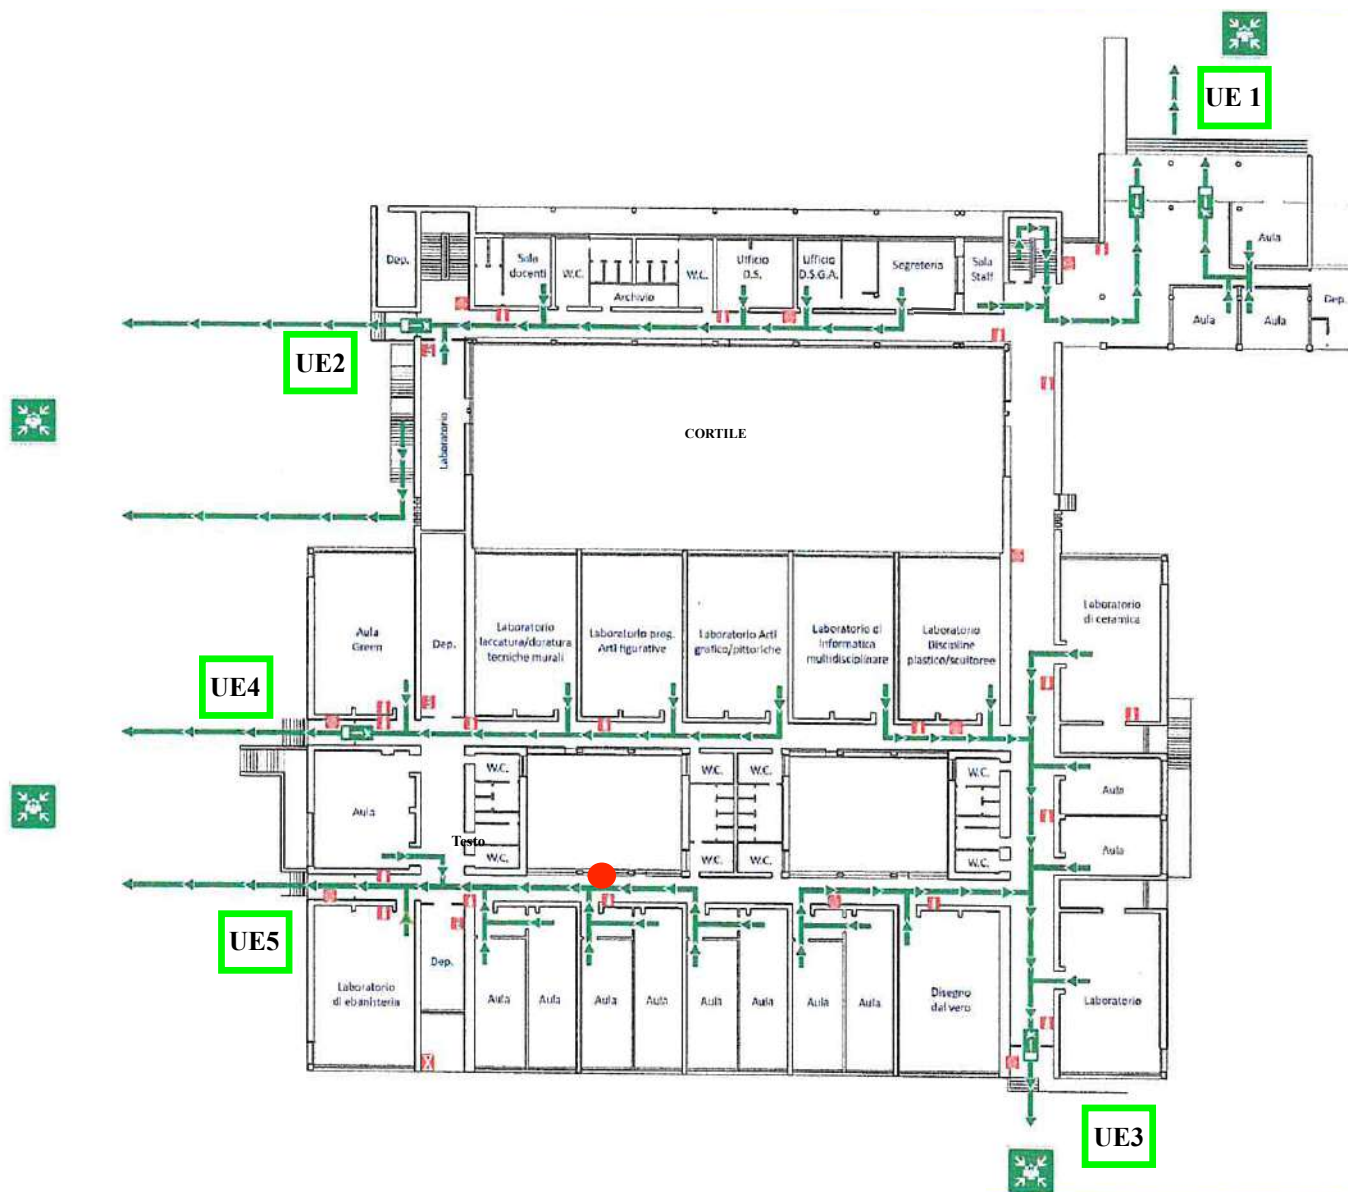 UE 1
Aula
Dep.
Sala
docenti
W.C.
W.C.
Ufficio
D.S.
Ufficio
D.S.G.A.
Segreteria
Sala
Staff
Archivio
Aula
Aula
Dep.
UE2
CORTILE
Laboratorio
Aula
Green
Dep.
Laboratorio
laccatura/doratura
tecniche murali
Laboratorio prog.
Arti figurative
Laboratorio Arti
grafico/pittoriche
Laboratorio di
Informatica
multidisciplinare
Laboratorio
Discipline
plastico/scultoree
Laboratorio
di ceramica
UE4
W.C.
W.C.
W.C.
W.C.
Aula
Aula
Testo
Aula
W.C.
W.C.
W.C.
W.C.
UE5
Dep.
Laboratorio
di ebanisteria
Aula
Aula
Aula
Aula
Aula
Aula
Aula
Aula
Disegno
dal vero
Laboratorio
UE3